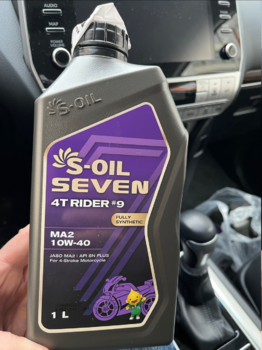 AUDIO
MAP
S-OIL
S-OIL
SEVEN
4T RIDER #9
FULLY
SYNTHETIC
MA2
10W-40
JASO MA2 · API SN PLUS
For 4-Stroke Motorcycle
1 L